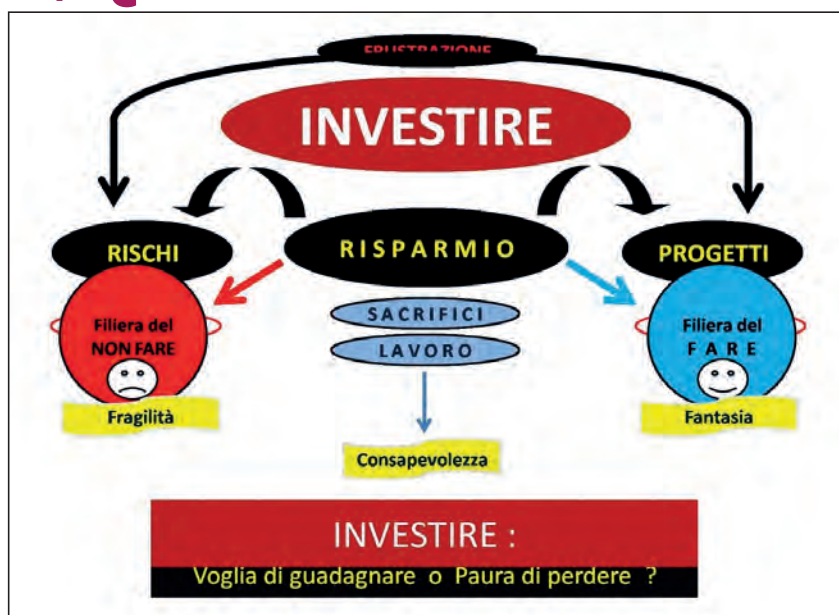 FRUSTRAZIONE
INVESTIRE
RISCHI
RISPARMIO
PROGETTI
Filiera del
NON FARE
Fragilità
SACRIFICI
LAVORO
Consapevolezza
Filiera del
FARE
Fantasia
INVESTIRE :
Voglia di guadagnare o Paura di perdere ?